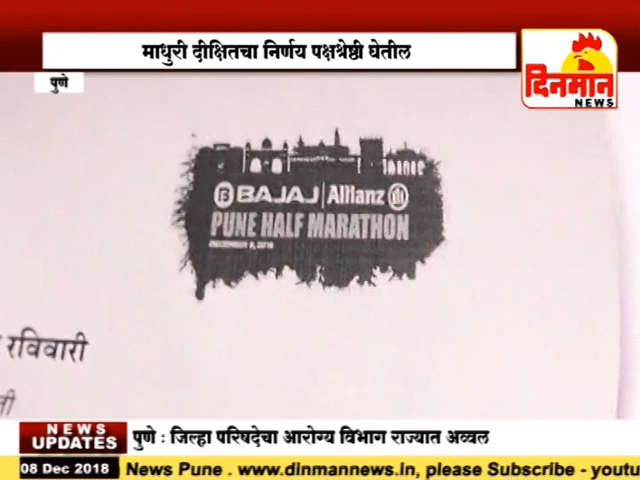 माधुरी दीक्षितचा निर्णय पक्षश्रेष्ठी घेतील
दिनमान
NEWS
पुणे
BAJAJ | Allianz
PUNE HALF MARATHON
DECEMBER 9, 2018
रविवारी
NEWS
UPDATES
पुणे : जिल्हा परिषदेचा आरोग्य विभाग राज्यात अव्वल
08 Dec 2018 News Pune . www.dinmannews.in, please Subscribe - youtu